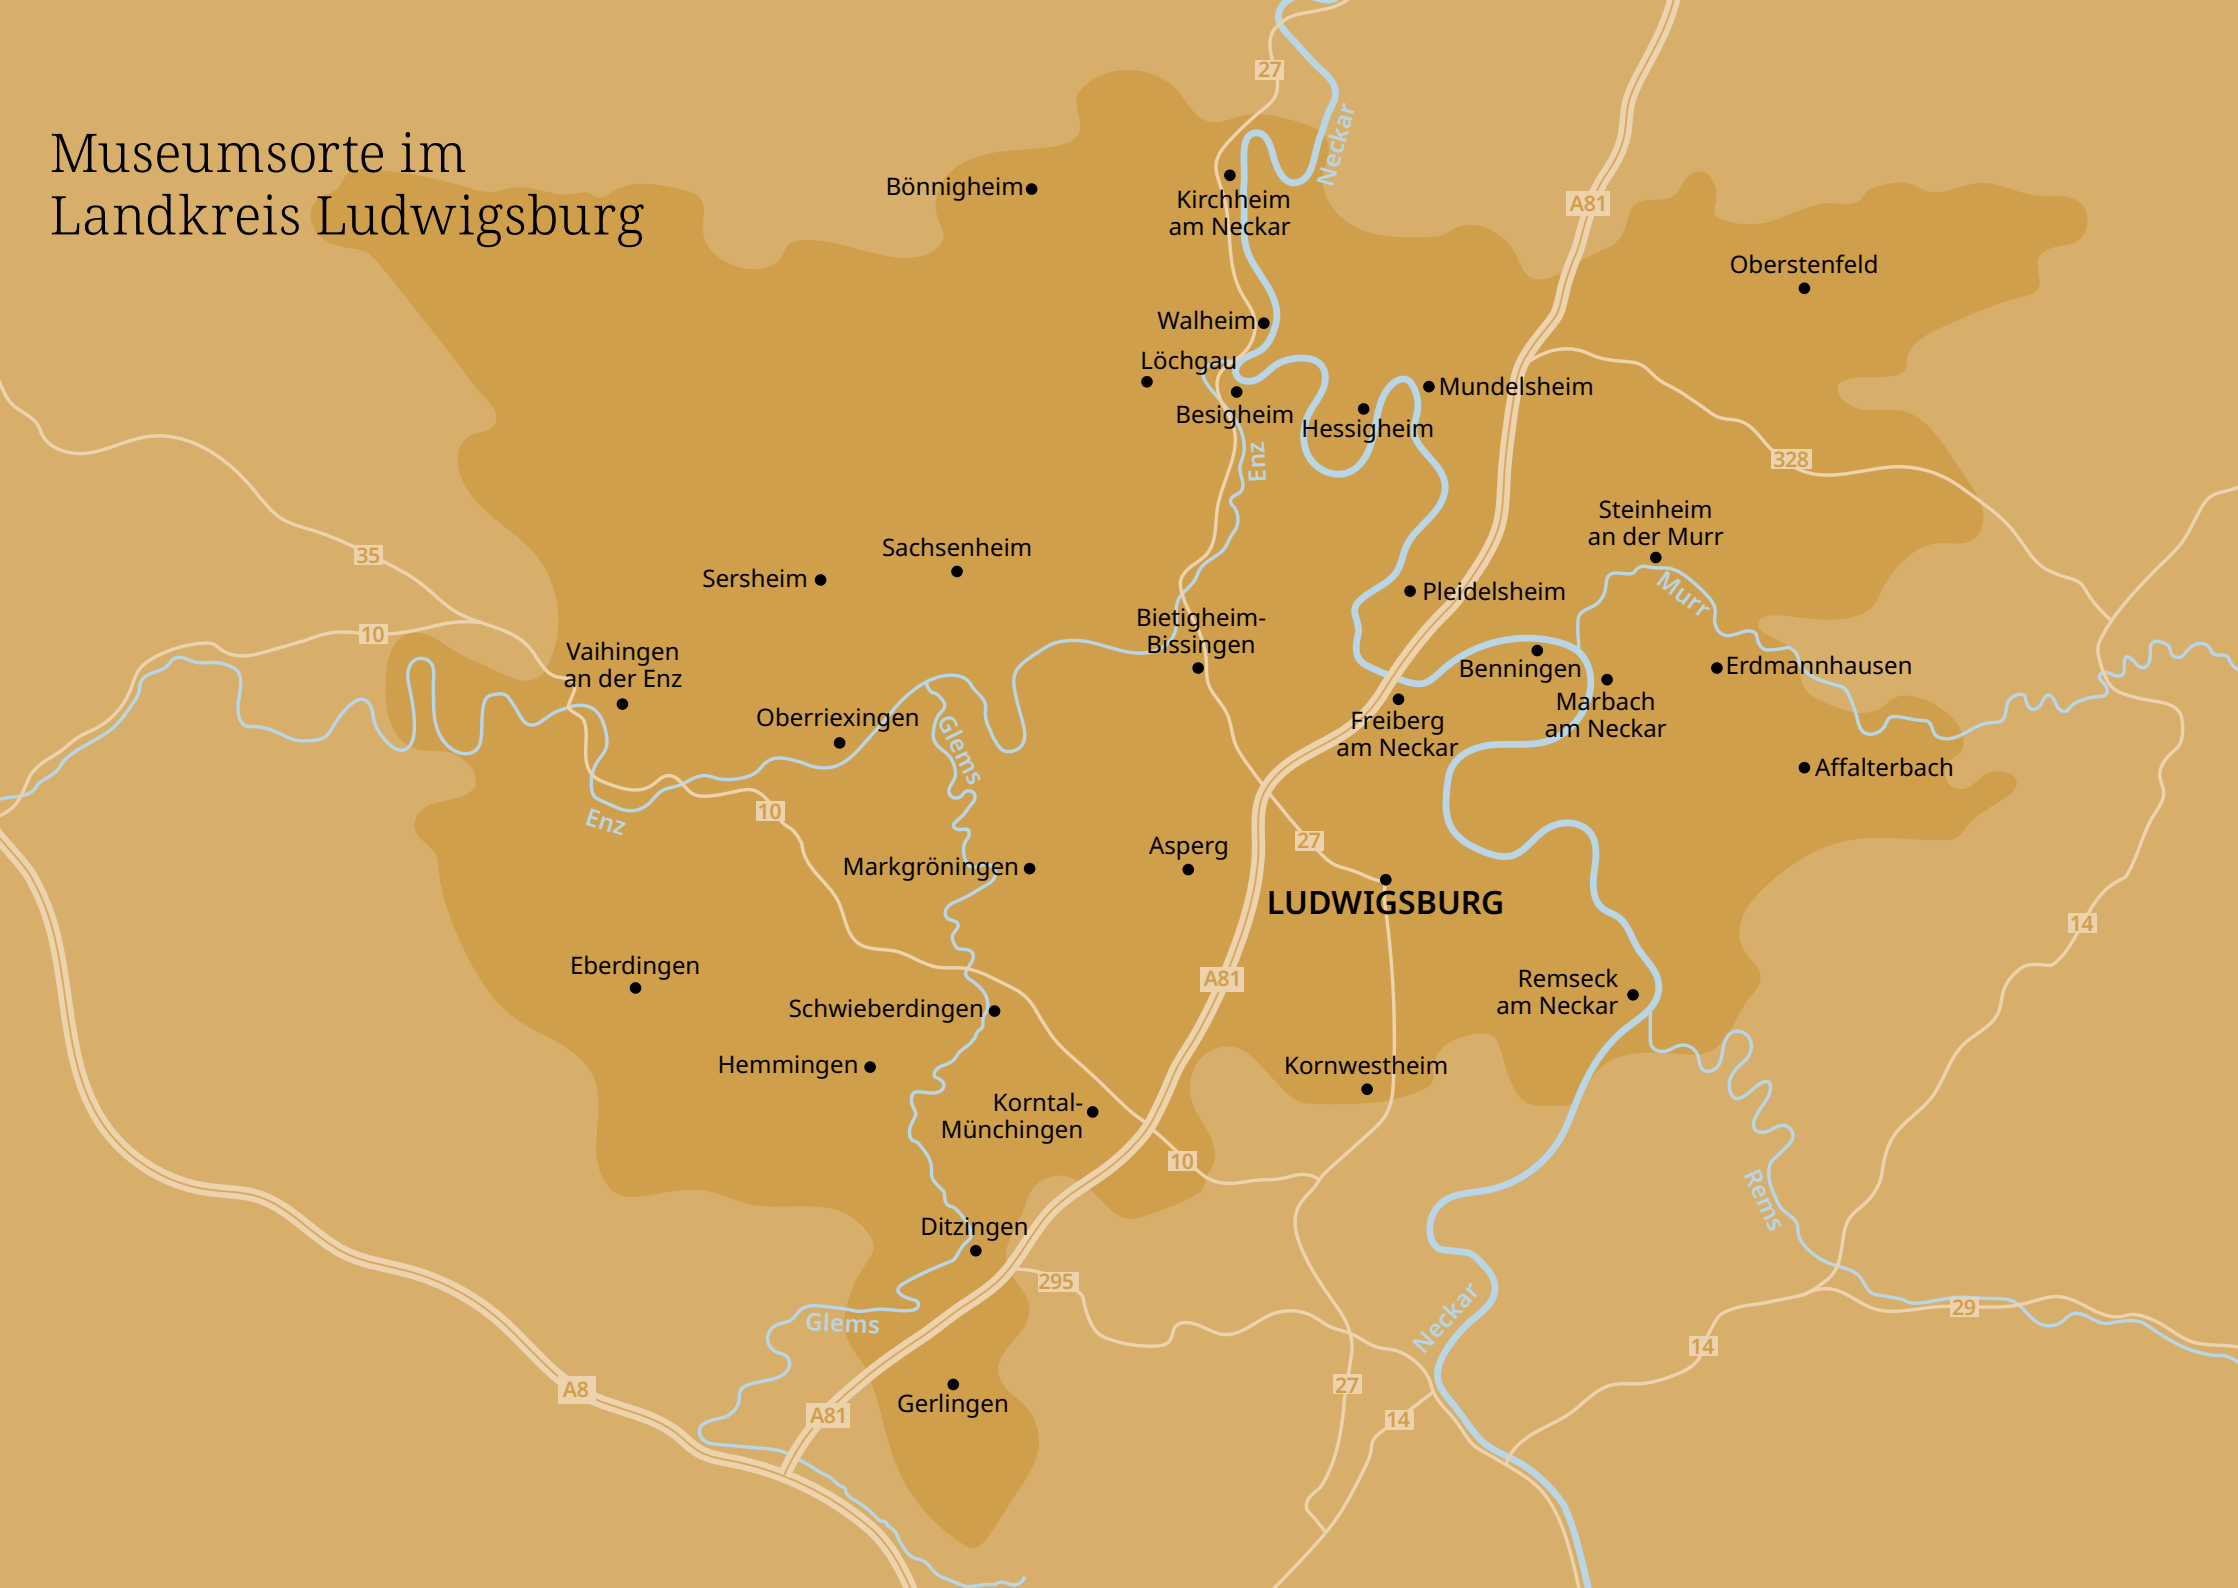 Museumsorte im
Landkreis Ludwigsburg
27
Neckar
Bönnigheim
Kirchheim
am Neckar
A81
Oberstenfeld
Walheim
Löchgau
Besigheim
Mundelsheim
Hessigheim
Enz
328
Steinheim
an der Murr
Murr
35
Sachsenheim
Sersheim
Pleidelsheim
10
Bietigheim-
Bissingen
Vaihingen
an der Enz
Benningen
Erdmannhausen
Marbach
am Neckar
Oberriexingen
Glems
Freiberg
am Neckar
Affalterbach
Enz
10
27
Asperg
Markgröningen
LUDWIGSBURG
14
Eberdingen
A81
Remseck
am Neckar
Schwieberdingen
Hemmingen
Kornwestheim
Korntal-
Münchingen
10
Rems
Ditzingen
295
Glems
Neckar
29
14
A8
A81
Gerlingen
27
14